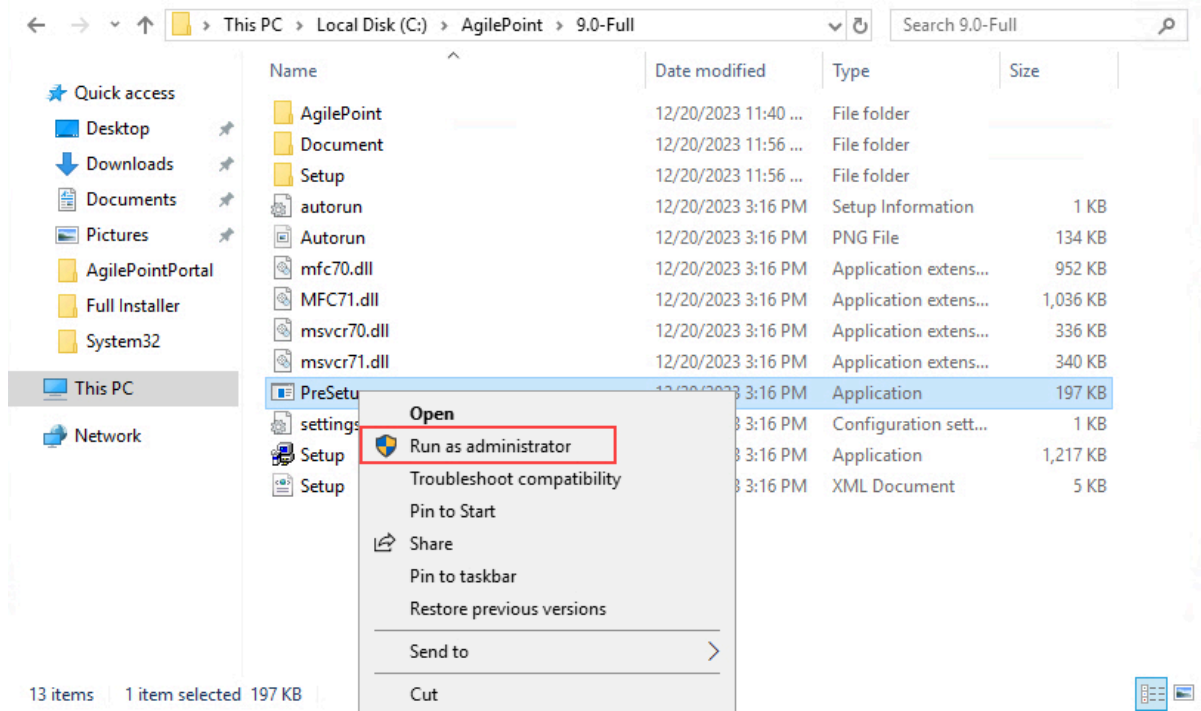 This PC > Local Disk (C:) > AgilePoint > 9.0-Full Search 9.0-Full
Name Date modified Type Size
Quick access
Desktop
Downloads
Documents
Pictures
AgilePointPortal
Full Installer
System32
This PC
Network
AgilePoint 12/20/2023 11:40 ... File folder
Document 12/20/2023 11:56 ... File folder
Setup 12/20/2023 11:56 ... File folder
autorun 12/20/2023 3:16 PM Setup Information 1 KB
Autorun 12/20/2023 3:16 PM PNG File 134 KB
mfc70.dll 12/20/2023 3:16 PM Application extens... 952 KB
MFC71.dll 12/20/2023 3:16 PM Application extens... 1,036 KB
msvcr70.dll 12/20/2023 3:16 PM Application extens... 336 KB
msvcr71.dll 12/20/2023 3:16 PM Application extens... 340 KB
PreSetu 3:16 PM Application 197 KB
settings 3:16 PM Configuration sett... 1 KB
Setup 3:16 PM Application 1,217 KB
Setup 3:16 PM XML Document 5 KB
Open
Run as administrator
Troubleshoot compatibility
Pin to Start
Share
Pin to taskbar
Restore previous versions
Send to
Cut
13 items 1 item selected 197 KB